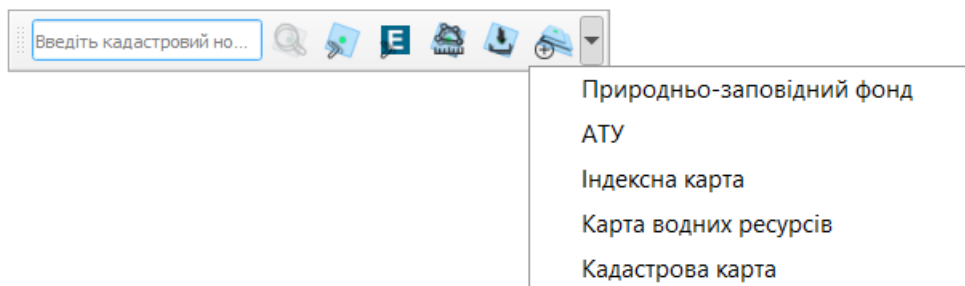 Введіть кадастровий но...
E
Природньо-заповідний фонд
АТУ
Індексна карта
Карта водних ресурсів
Кадастрова карта